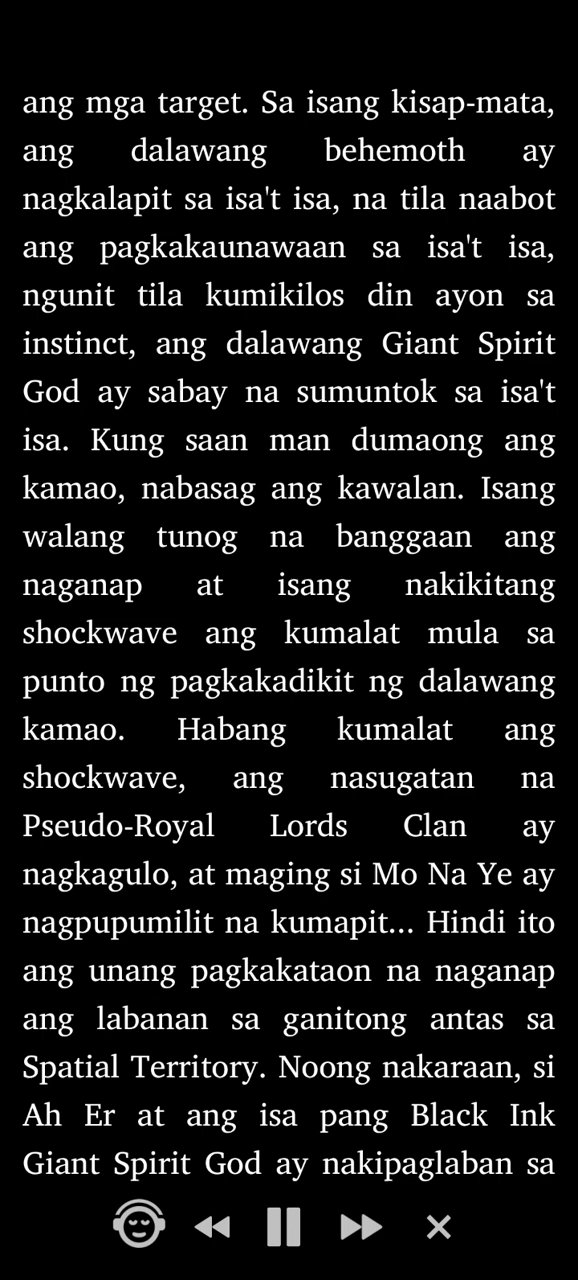 ang mga target. Sa isang kisap-mata,
ang dalawang behemoth ay
nagkalapit sa isa't isa, na tila naabot
ang pagkakaunawaan sa isa't isa,
ngunit tila kumikilos din ayon sa
instinct, ang dalawang Giant Spirit
God ay sabay na sumuntok sa isa't
isa. Kung saan man dumaong ang
kamao, nabasag ang kawalan. Isang
walang tunog na banggaan ang
naganap at isang nakikitang
shockwave ang kumalat mula sa
punto ng pagkakadikit ng dalawang
kamao. Habang kumalat ang
shockwave, ang nasugatan na
Pseudo-Royal Lords Clan ay
nagkagulo, at maging si Mo Na Ye ay
nagpupumilit na kumapit... Hindi ito
ang unang pagkakataon na naganap
ang labanan sa ganitong antas sa
Spatial Territory. Noong nakaraan, si
Ah Er at ang isa pang Black Ink
Giant Spirit God ay nakipaglaban sa